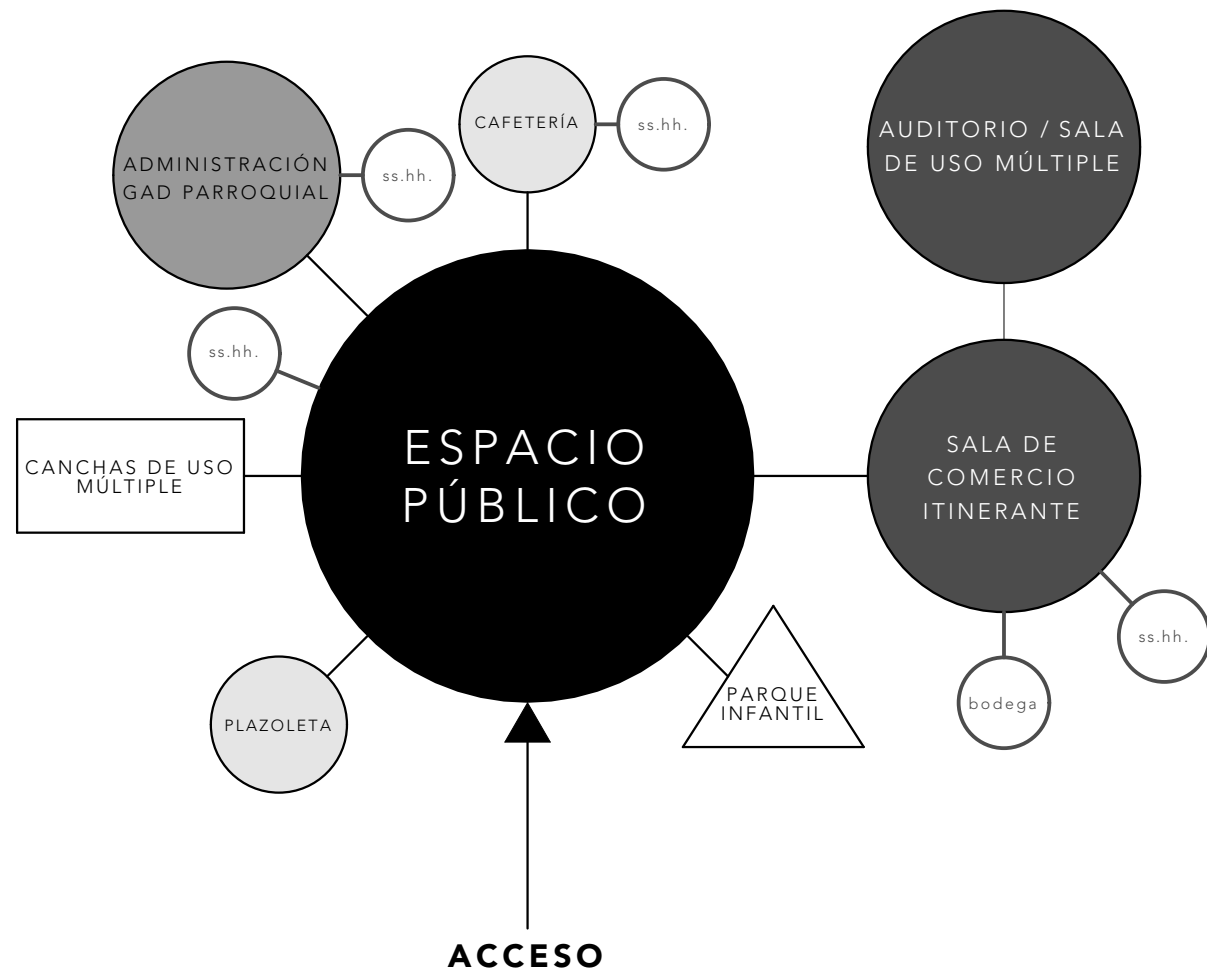 CAFETERÍA
ss.hh.
AUDITORIO / SALA
DE USO MÚLTIPLE
ADMINISTRACIÓN
GAD PARROQUIAL
ss.hh.
ss.hh.
CANCHAS DE USO
MÚLTIPLE
ESPACIO
PÚBLICO
SALA DE
COMERCIO
ITINERANTE
ss.hh.
bodega
PARQUE
INFANTIL
PLAZOLETA
ACCESO